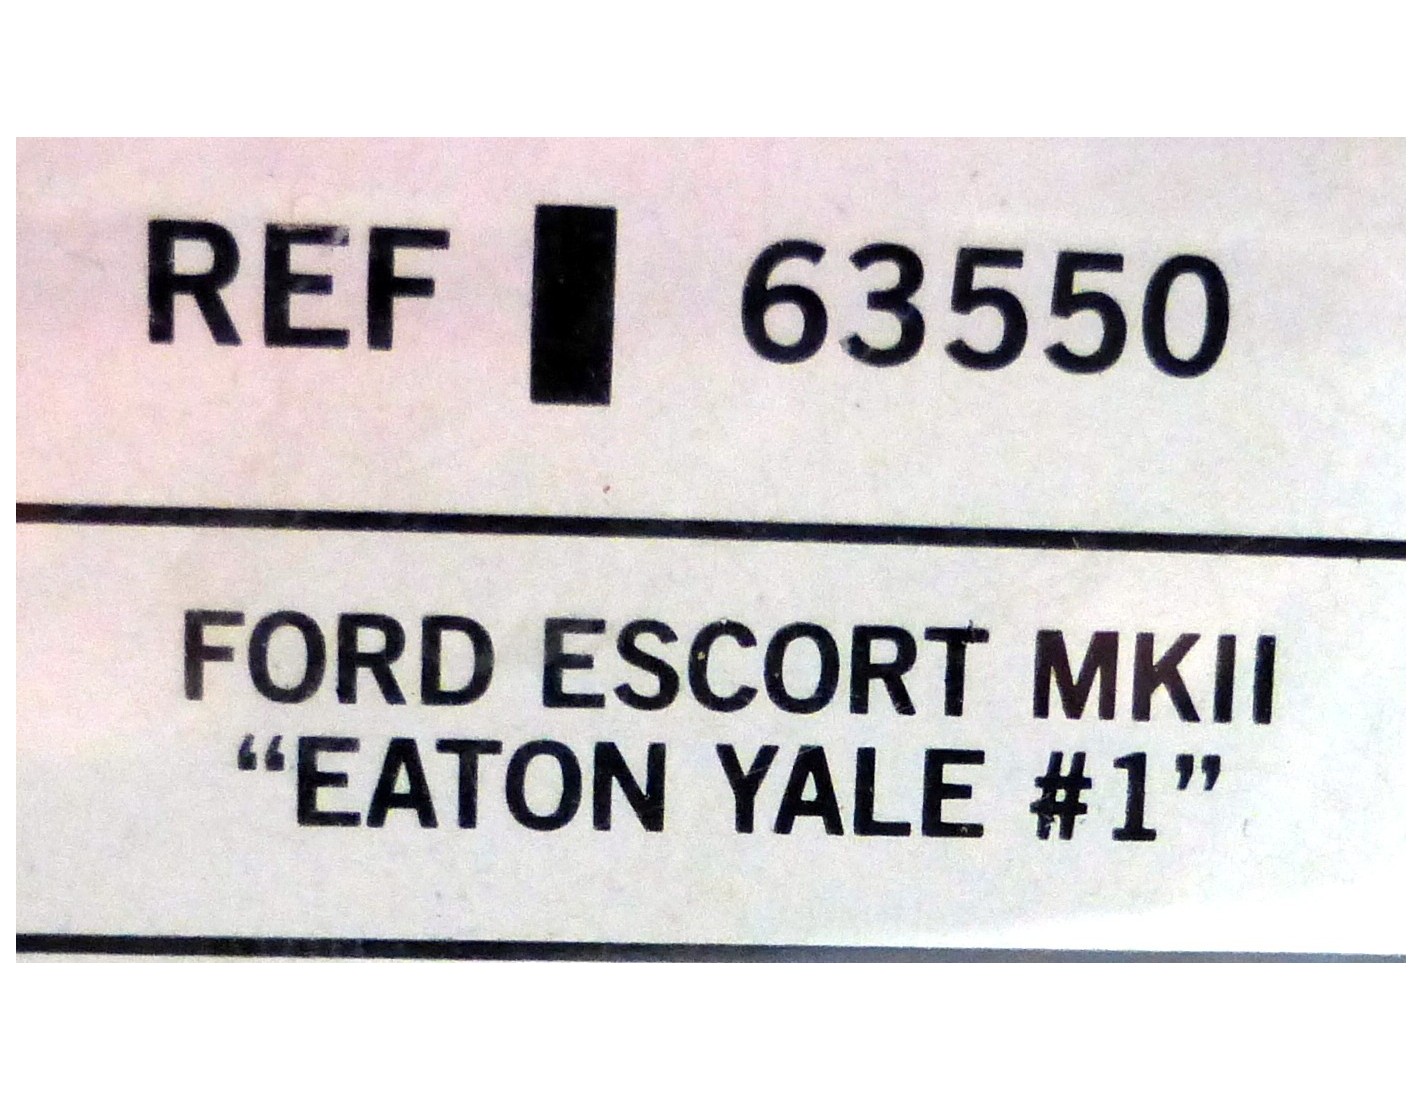 REF 63550
FORD ESCORT MKII
“EATON YALE #1”